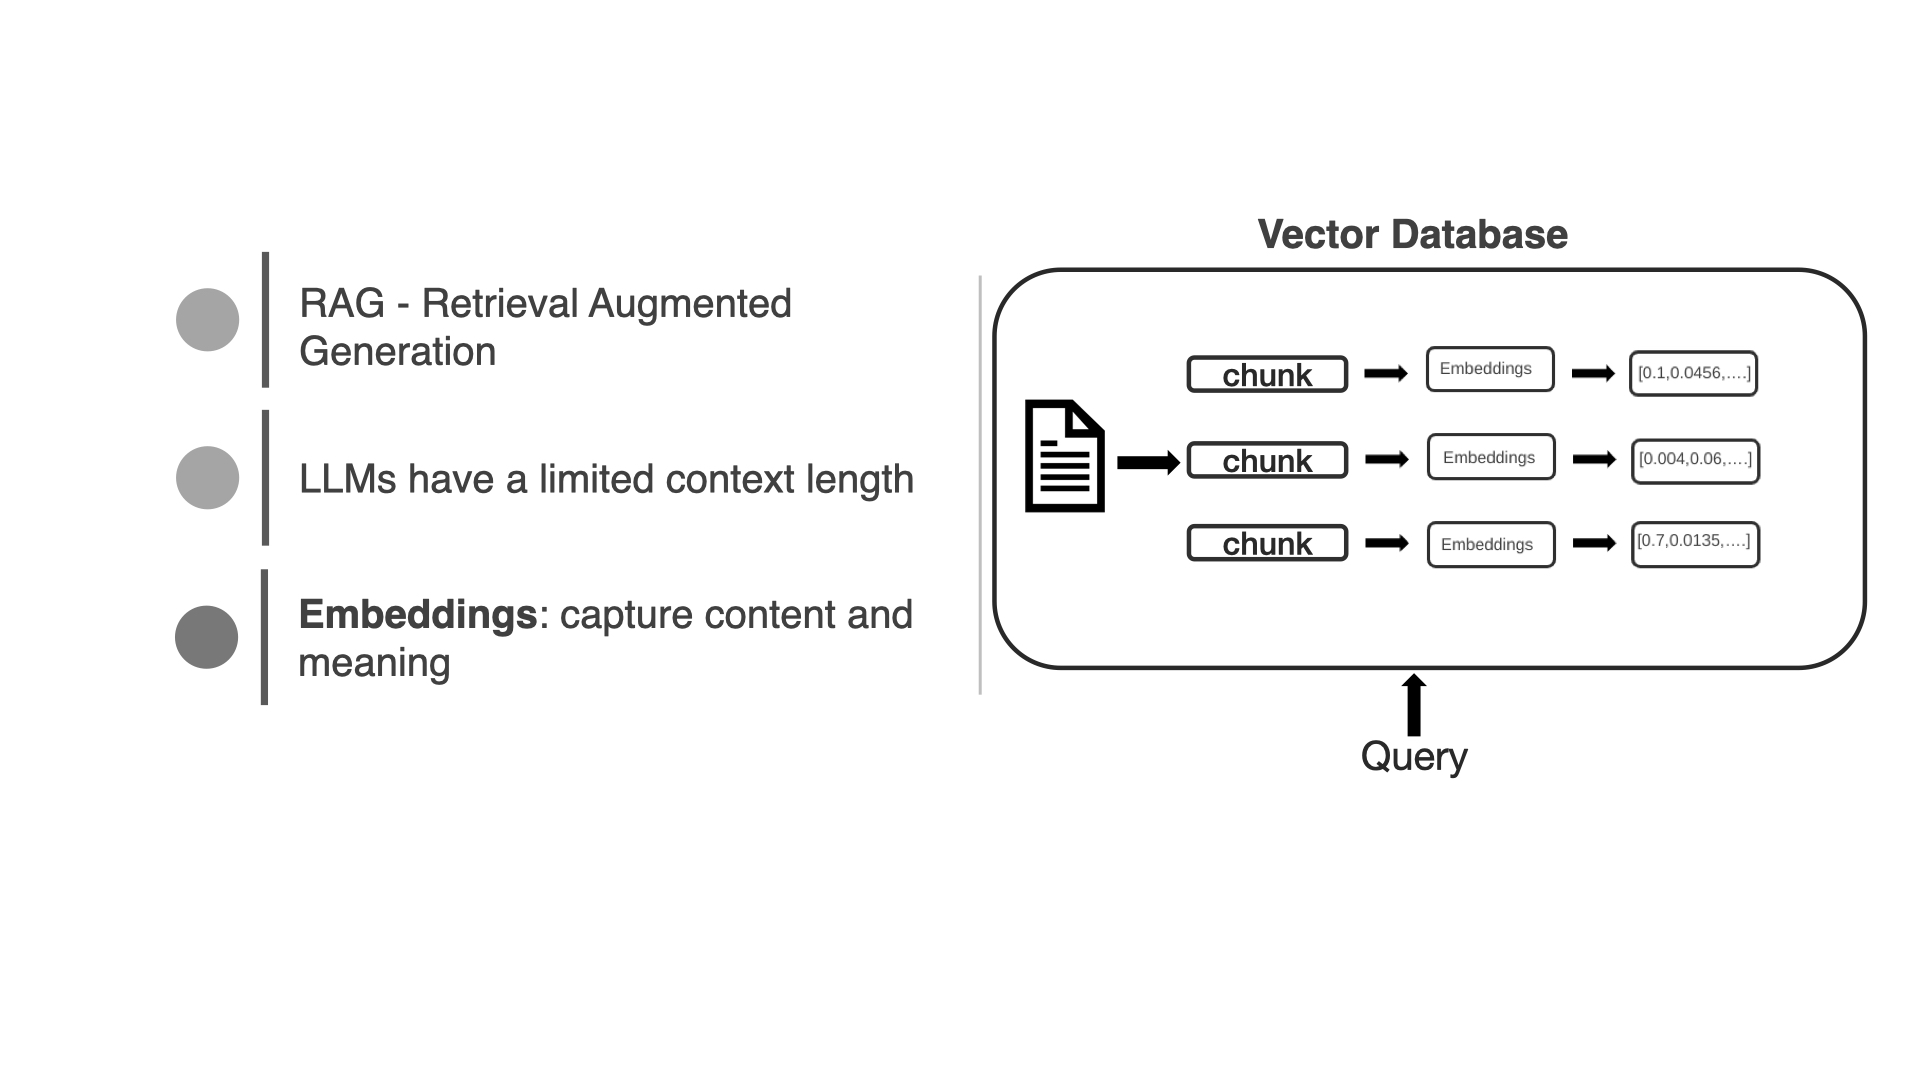 RAG - Retrieval Augmented
Generation
LLMs have a limited context length
Embeddings: capture content and
meaning
Vector Database
chunk
Embeddings
[0.1,0.0456,....]
chunk
Embeddings
[0.004,0.06,....]
chunk
Embeddings
[0.7,0.0135,....]
Query